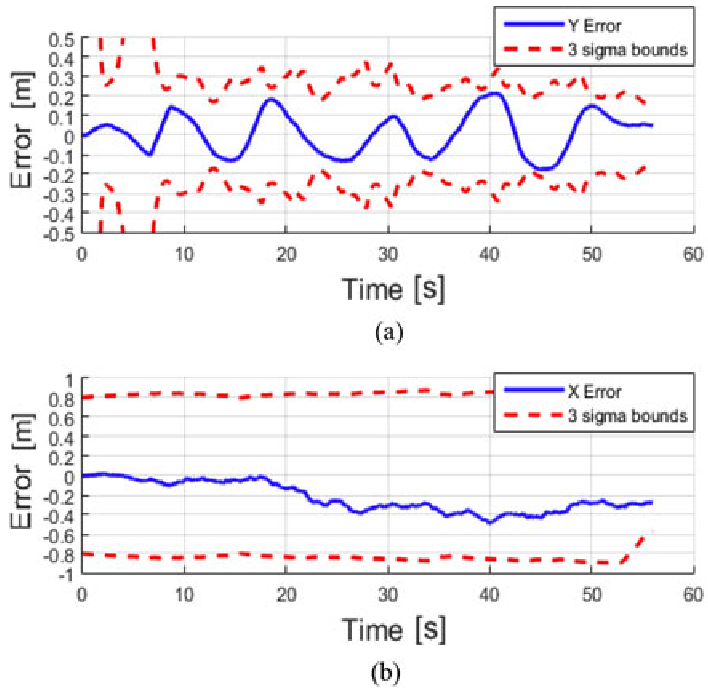 Y Error
3 sigma bounds
0.5
0.4
0.3
0.2
0.1
0
-0.1
-0.2
-0.3
-0.4
-0.5
Error [m]
0 10 20 30 40 50 60
Time [s]
(a)
X Error
3 sigma bounds
1
0.8
0.6
0.4
0.2
0
-0.2
-0.4
-0.6
-0.8
-1
Error [m]
0 10 20 30 40 50 60
Time [s]
(b)